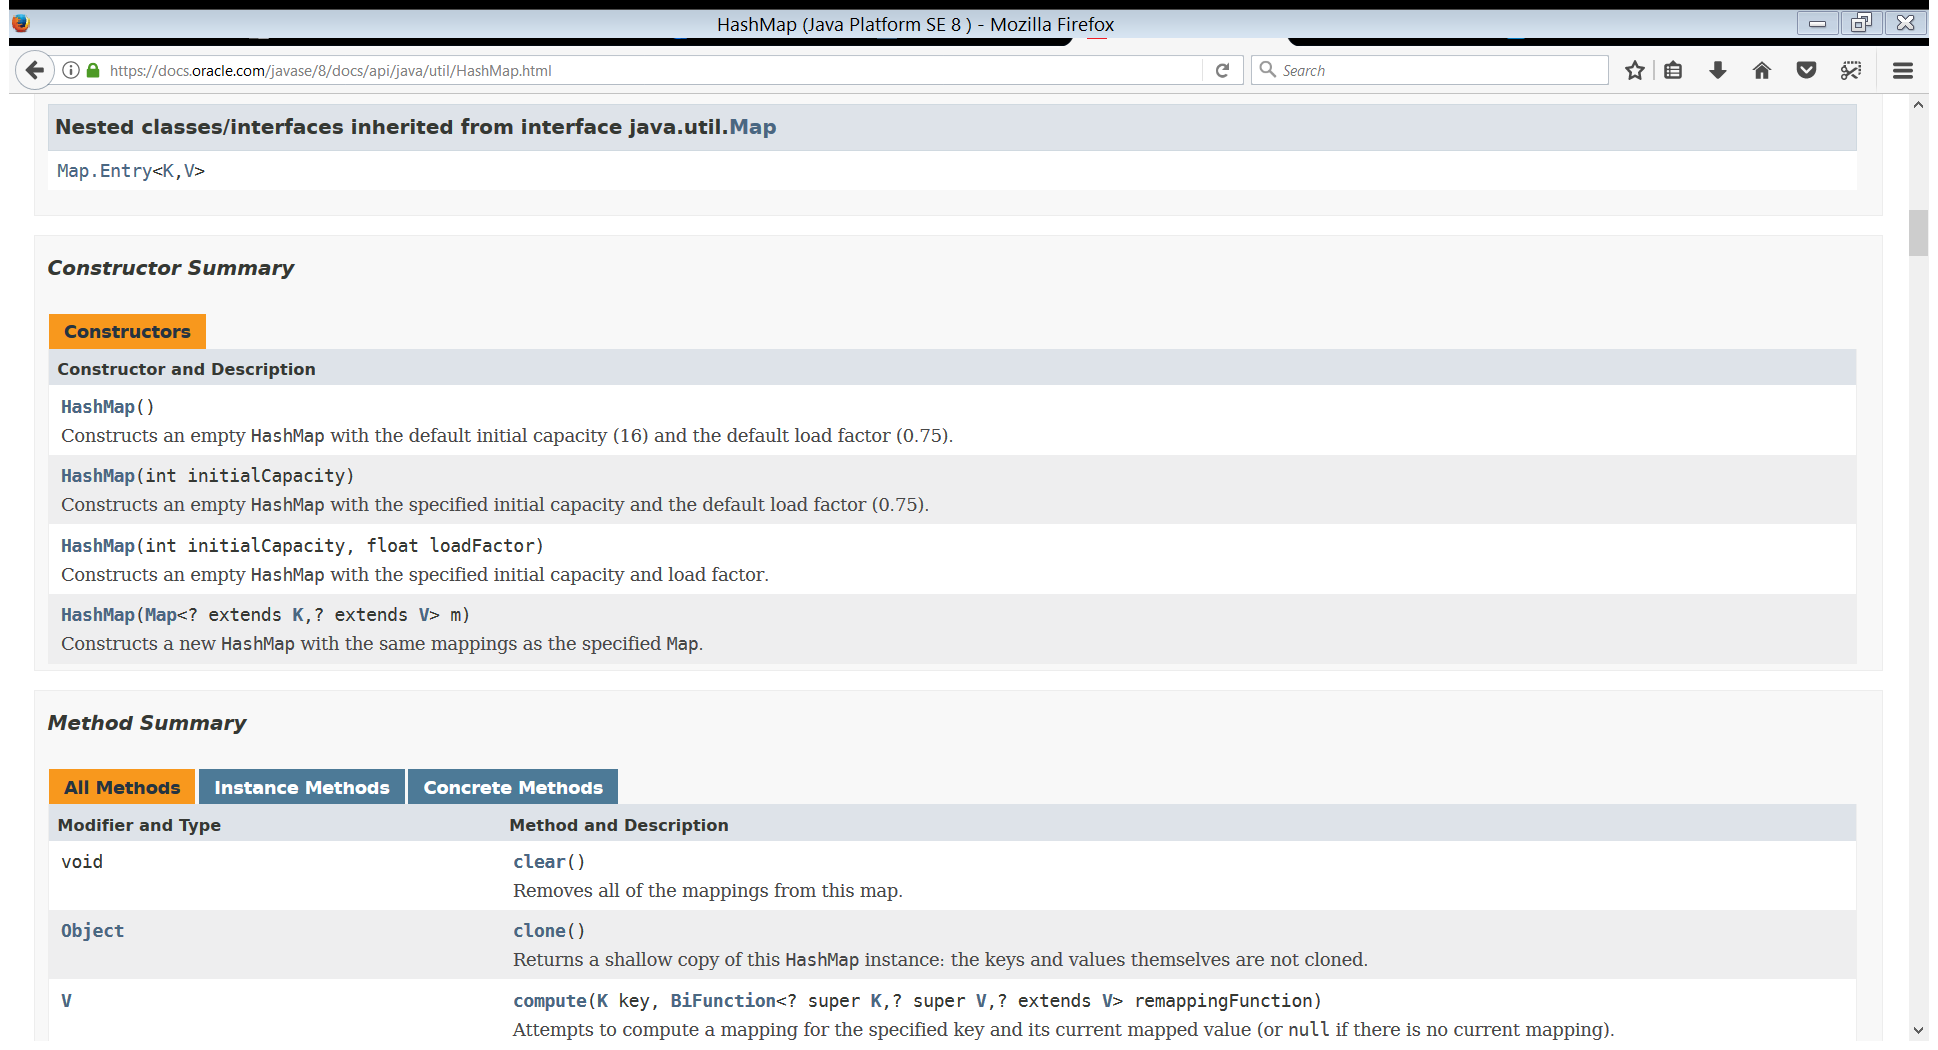 HashMap (Java Platform SE 8 ) - Mozilla Firefox
https://docs.oracle.com/javase/8/docs/api/java/util/HashMap.html
Search
Nested classes/interfaces inherited from interface java.util.Map
Map.Entry<K,V>
Constructor Summary
Constructors
Constructor and Description
HashMap()
Constructs an empty HashMap with the default initial capacity (16) and the default load factor (0.75).
HashMap(int initialCapacity)
Constructs an empty HashMap with the specified initial capacity and the default load factor (0.75).
HashMap(int initialCapacity, float loadFactor)
Constructs an empty HashMap with the specified initial capacity and load factor.
HashMap(Map<? extends K,? extends V> m)
Constructs a new HashMap with the same mappings as the specified Map.
Method Summary
All Methods Instance Methods Concrete Methods
Modifier and Type Method and Description
void clear()
Removes all of the mappings from this map.
Object clone()
Returns a shallow copy of this HashMap instance: the keys and values themselves are not cloned.
V compute(K key, BiFunction<? super K,? super V,? extends V> remappingFunction)
Attempts to compute a mapping for the specified key and its current mapped value (or null if there is no current mapping).